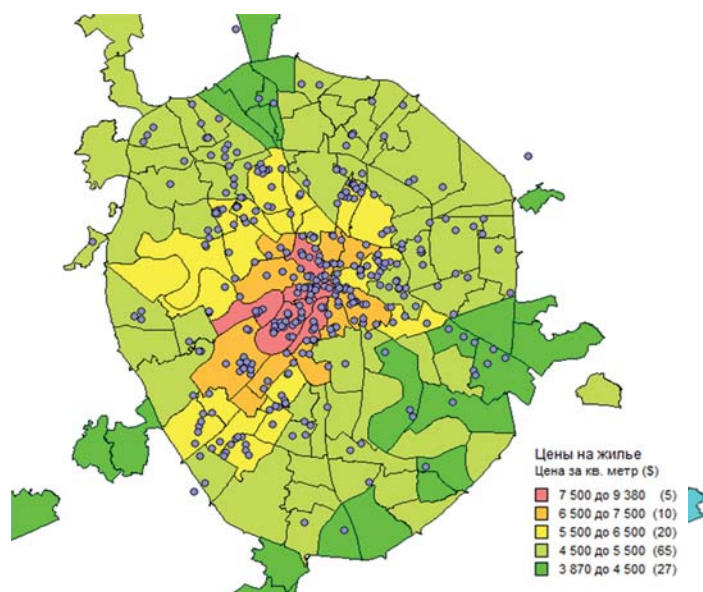 Цены на жилье
Цена за кв. метр ($)
7 500 до 9 380 (5)
6 500 до 7 500 (10)
5 500 до 6 500 (20)
4 500 до 5 500 (65)
3 870 до 4 500 (27)